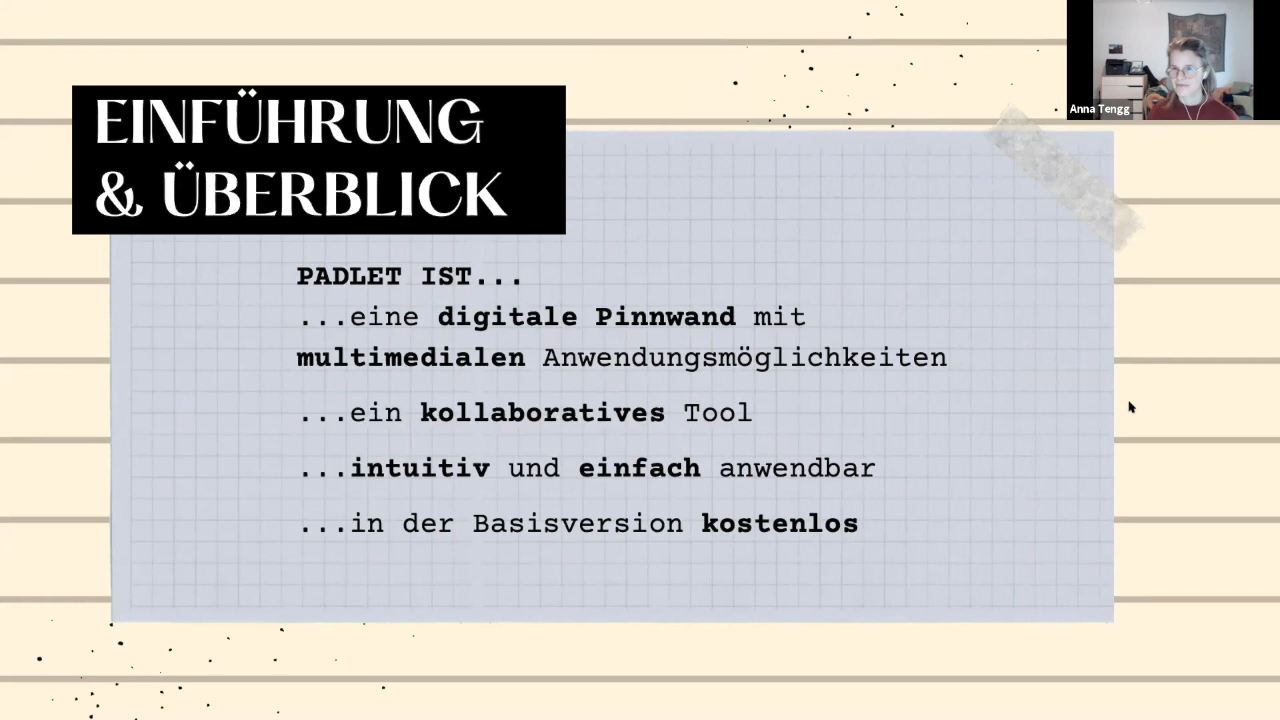 EINFÜHRUNG
& ÜBERBLICK
Anna Tengg
PADLET IST...
...eine digitale Pinnwand mit
multimedialen Anwendungsmöglichkeiten
...ein kollaboratives Tool
...intuitiv und einfach anwendbar
...in der Basisversion kostenlos